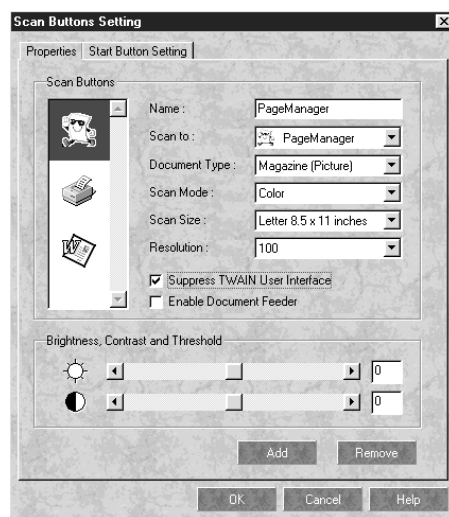 Scan Buttons Setting
Properties Start Button Setting
Scan Buttons
Name : PageManager
Scan to : PageManager
Document Type : Magazine (Picture)
Scan Mode : Color
Scan Size : Letter 8.5 x 11 inches
Resolution : 100
Suppress TWAIN User Interface
Enable Document Feeder
Brightness, Contrast and Threshold
0
0
Add Remove
OK Cancel Help